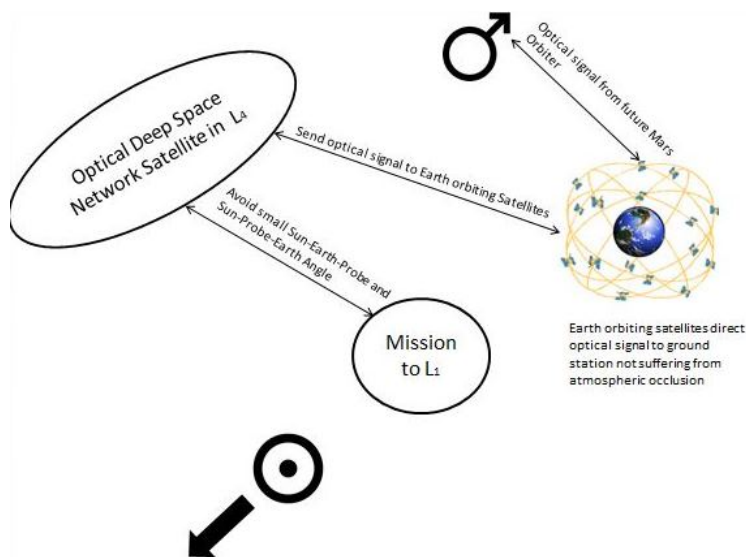 Optical Deep Space
Network Satellite in L₄
Optical signal from future Mars
Orbiter
Send optical signal to Earth orbiting Satellites
Avoid small Sun-Earth-Probe and
Sun-Probe-Earth Angle
Mission
to L₁
Earth orbiting satellites direct
optical signal to ground
station not suffering from
atmospheric occlusion